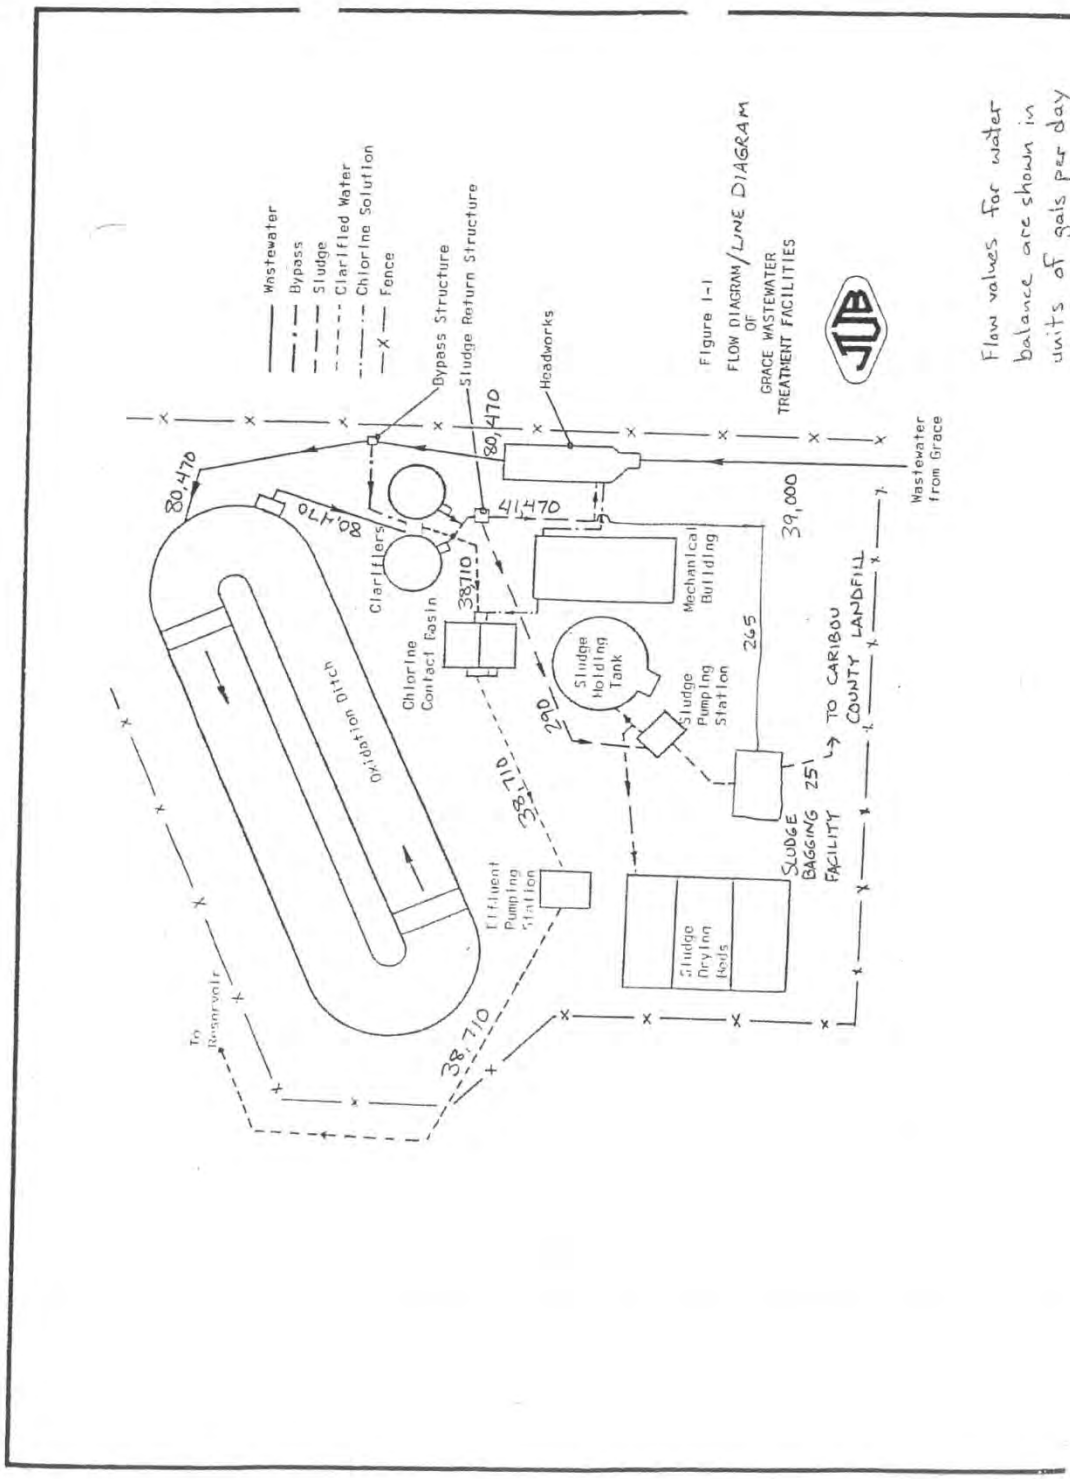 Wastewater
Bypass
Sludge
Clarified Water
Chlorine Solution
X Fence
Bypass Structure
Sludge Return Structure
Headworks
80,470
80,470
80,470
Clarifiers
41,470
38,710
Chlorine
Contact Basin
Oxidation Ditch
Mechanical
Building
Sludge
Holding
Tank
290
Sludge
Pumping
Station
265
39,000
Wastewater
from Grace
38,710
Effluent
Pumping
Station
SLUDGE
BAGGING
FACILITY
25
TO CARIBOU
COUNTY LANDFILL
Sludge
Drying
Beds
38,710
To
Reservoir
Figure 1-1
FLOW DIAGRAM/LINE DIAGRAM
OF
GRACE WASTEWATER
TREATMENT FACILITIES
JUB
Flow values for water
balance are shown in
units of gals per day